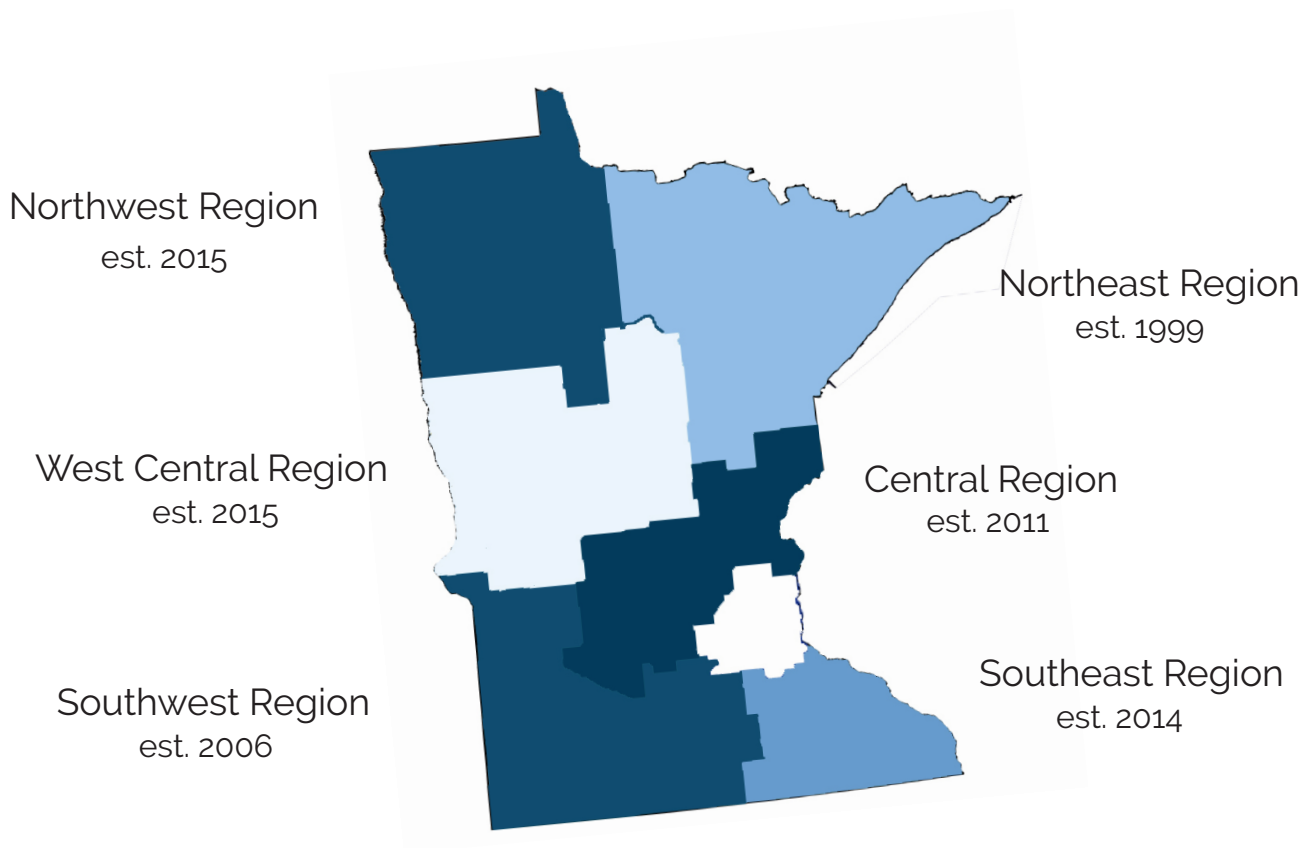 Northwest Region
est. 2015
Northeast Region
est. 1999
West Central Region
est. 2015
Central Region
est. 2011
Southwest Region
est. 2006
Southeast Region
est. 2014